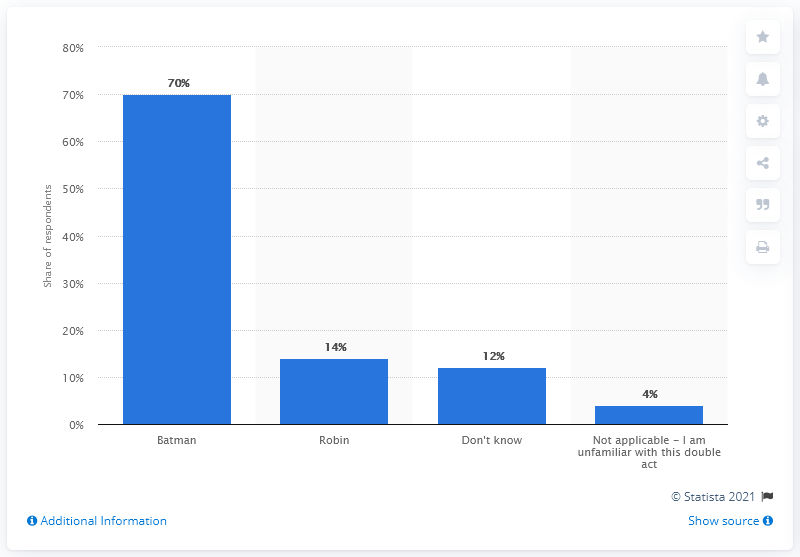 80%
70%
60%
50%
40%
30%
20%
10%
0%
Share of respondents
70%
14%
12%
4%
Batman
Robin
Don't know
Not applicable - I am
unfamiliar with this double
act
© Statista 2021
Additional Information
Show source